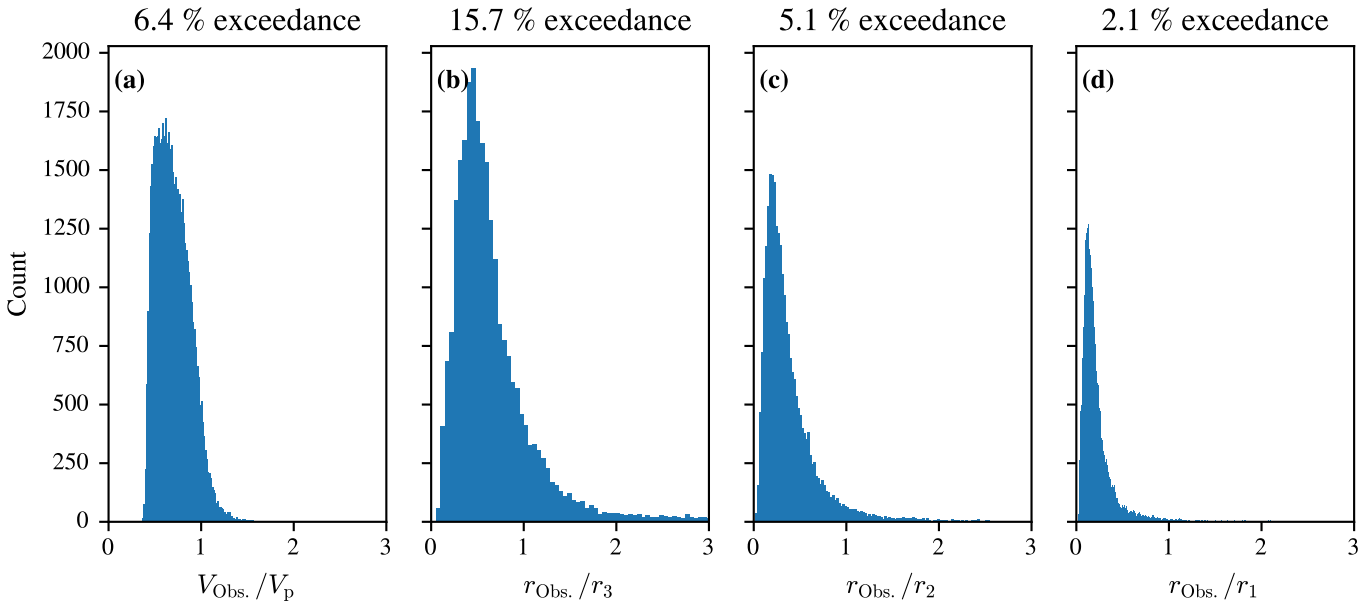 6.4 % exceedance
15.7 % exceedance
5.1 % exceedance
2.1 % exceedance
(a)
(b)
(c)
(d)
Count
2000
1750
1500
1250
1000
750
500
250
0
0 1 2 3
0 1 2 3
0 1 2 3
0 1 2 3
V_Obs./V_p
r_Obs./r_3
r_Obs./r_2
r_Obs./r_1